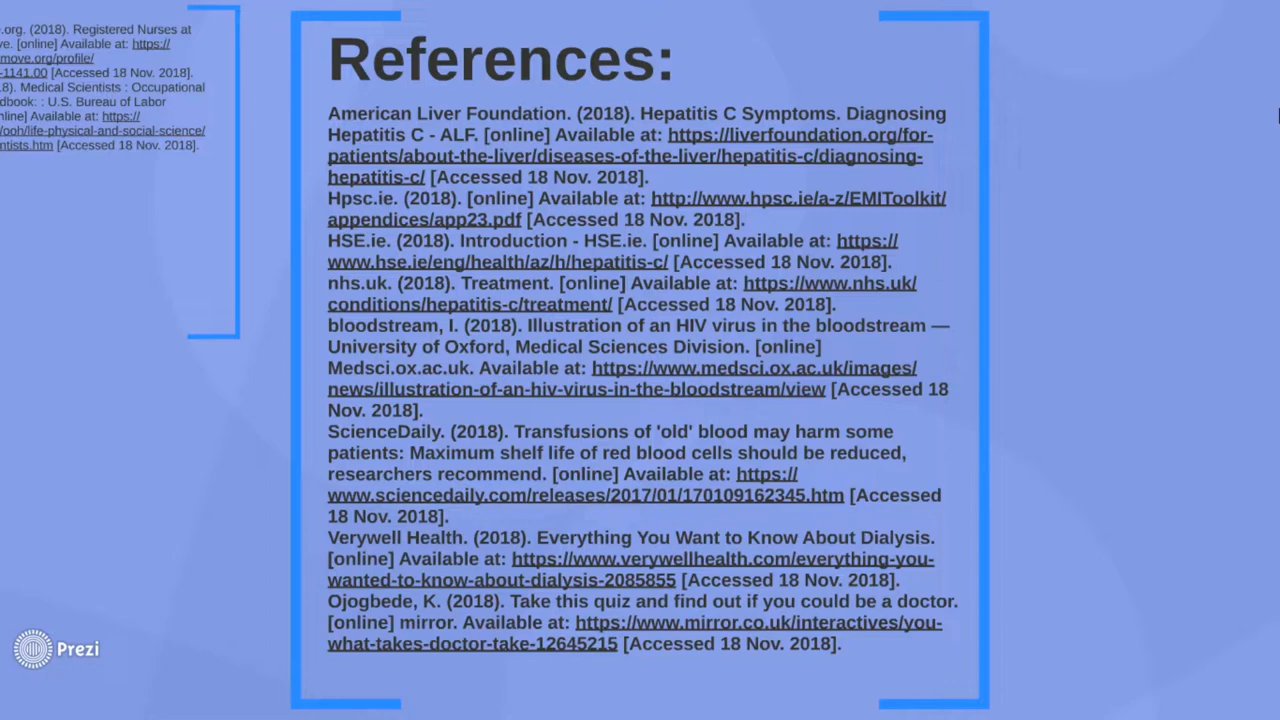 e.org. (2018). Registered Nurses at
ve. [online] Available at: https://
move.org/profile/
-1141.00 [Accessed 18 Nov. 2018].
18). Medical Scientists : Occupational
dbook: : U.S. Bureau of Labor
nline] Available at: https://
/ooh/life-physical-and-social-science/
ntists.htm [Accessed 18 Nov. 2018].
References:
American Liver Foundation. (2018). Hepatitis C Symptoms. Diagnosing
Hepatitis C - ALF. [online] Available at: https://liverfoundation.org/for-
patients/about-the-liver/diseases-of-the-liver/hepatitis-c/diagnosing-
hepatitis-c/ [Accessed 18 Nov. 2018].
Hpsc.ie. (2018). [online] Available at: http://www.hpsc.ie/a-z/EMIToolkit/
appendices/app23.pdf [Accessed 18 Nov. 2018].
HSE.ie. (2018). Introduction - HSE.ie. [online] Available at: https://
www.hse.ie/eng/health/az/h/hepatitis-c/ [Accessed 18 Nov. 2018].
nhs.uk. (2018). Treatment. [online] Available at: https://www.nhs.uk/
conditions/hepatitis-c/treatment/ [Accessed 18 Nov. 2018].
bloodstream, I. (2018). Illustration of an HIV virus in the bloodstream —
University of Oxford, Medical Sciences Division. [online]
Medsci.ox.ac.uk. Available at: https://www.medsci.ox.ac.uk/images/
news/illustration-of-an-hiv-virus-in-the-bloodstream/view [Accessed 18
Nov. 2018].
ScienceDaily. (2018). Transfusions of 'old' blood may harm some
patients: Maximum shelf life of red blood cells should be reduced,
researchers recommend. [online] Available at: https://
www.sciencedaily.com/releases/2017/01/170109162345.htm [Accessed
18 Nov. 2018].
Verywell Health. (2018). Everything You Want to Know About Dialysis.
[online] Available at: https://www.verywellhealth.com/everything-you-
wanted-to-know-about-dialysis-2085855 [Accessed 18 Nov. 2018].
Ojogbede, K. (2018). Take this quiz and find out if you could be a doctor.
[online] mirror. Available at: https://www.mirror.co.uk/interactives/you-
what-takes-doctor-take-12645215 [Accessed 18 Nov. 2018].
Prezi